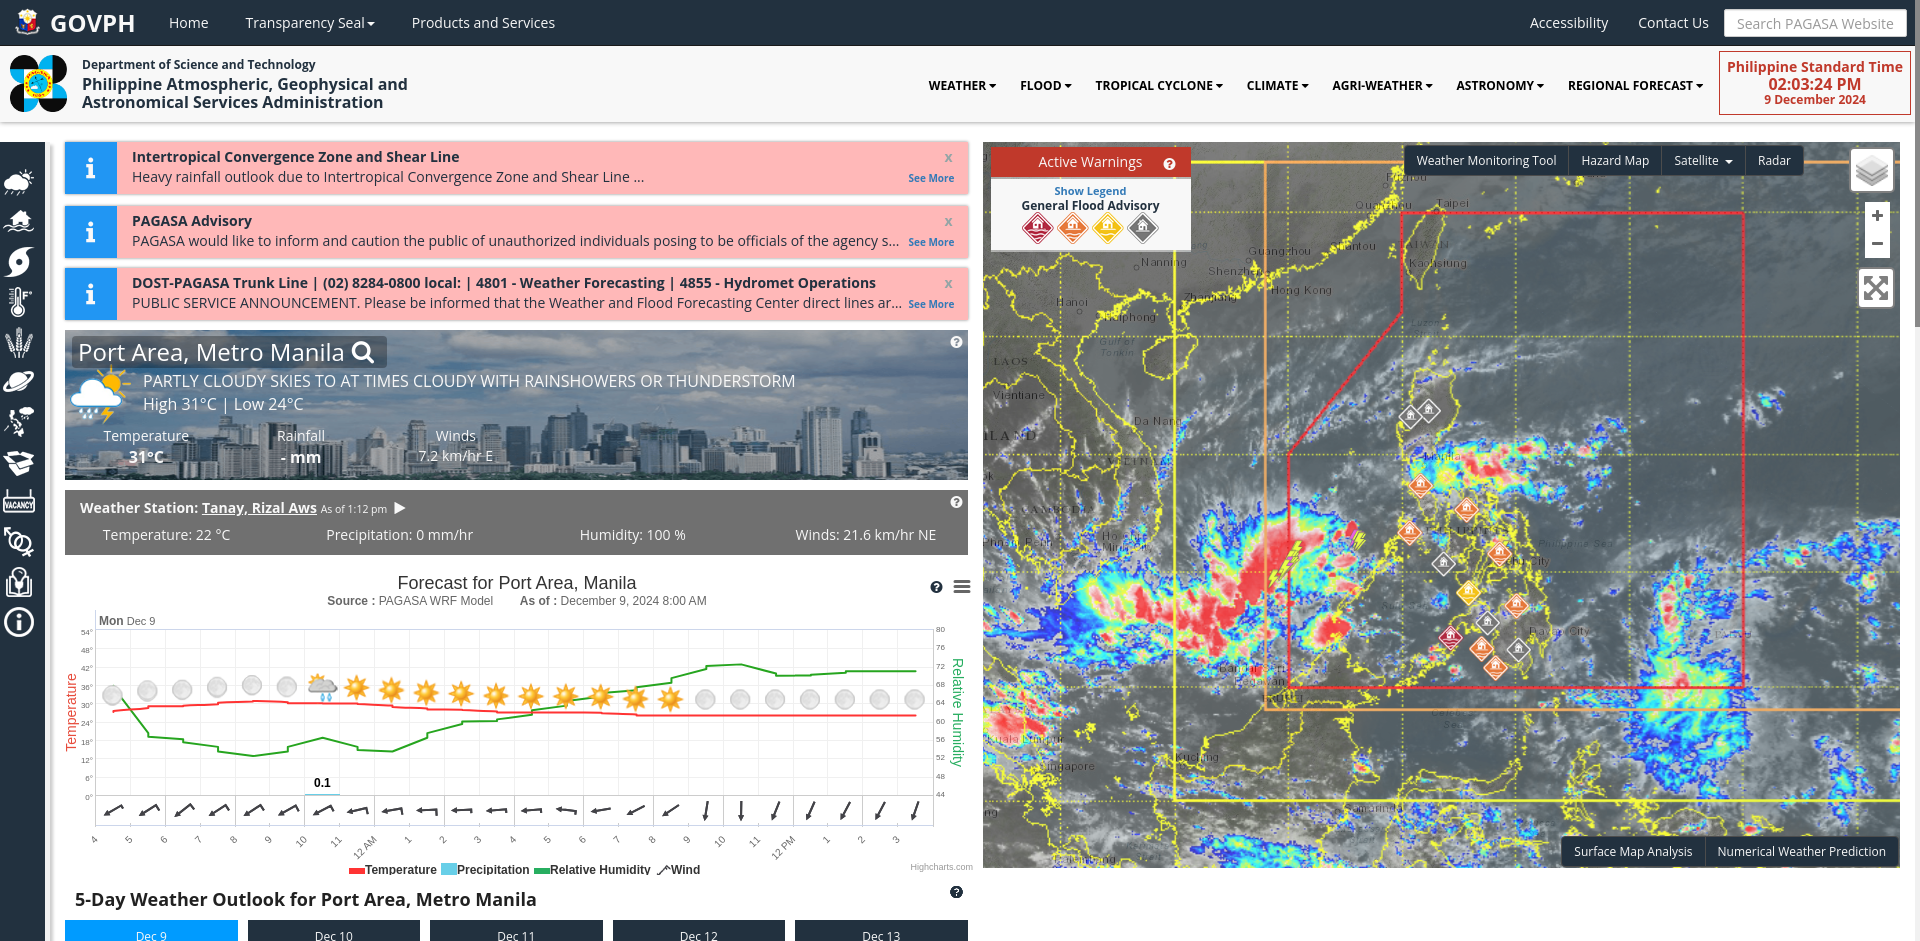 GOVPH
Home
Transparency Seal
Products and Services
Accessibility
Contact Us
Search PAGASA Website
Department of Science and Technology
Philippine Atmospheric, Geophysical and
Astronomical Services Administration
WEATHER
FLOOD
TROPICAL CYCLONE
CLIMATE
AGRI-WEATHER
ASTRONOMY
REGIONAL FORECAST
Philippine Standard Time
02:03:24 PM
9 December 2024
Intertropical Convergence Zone and Shear Line
x
Heavy rainfall outlook due to Intertropical Convergence Zone and Shear Line ...
See More
PAGASA Advisory
x
PAGASA would like to inform and caution the public of unauthorized individuals posing to be officials of the agency s...
See More
DOST-PAGASA Trunk Line | (02) 8284-0800 local: | 4801 - Weather Forecasting | 4855 - Hydromet Operations
x
PUBLIC SERVICE ANNOUNCEMENT. Please be informed that the Weather and Flood Forecasting Center direct lines ar...
See More
Port Area, Metro Manila
PARTLY CLOUDY SKIES TO AT TIMES CLOUDY WITH RAINSHOWERS OR THUNDERSTORM
High 31°C | Low 24°C
Temperature
Rainfall
Winds
31°C
- mm
7.2 km/hr E
Weather Station: Tanay, Rizal Aws As of 1:12 pm
Temperature: 22 °C
Precipitation: 0 mm/hr
Humidity: 100 %
Winds: 21.6 km/hr NE
Forecast for Port Area, Manila
Source : PAGASA WRF Model As of : December 9, 2024 8:00 AM
Mon Dec 9
54°
48°
42°
36°
30°
24°
18°
12°
6°
0°
Temperature
80
76
72
68
64
60
56
52
48
44
Relative Humidity
0.1
4
5
6
7
8
9
10
11
12 AM
1
2
3
4
5
6
7
8
9
10
11
12 PM
1
2
3
Temperature
Precipitation
Relative Humidity
Wind
Highcharts.com
5-Day Weather Outlook for Port Area, Metro Manila
Dec 9
Dec 10
Dec 11
Dec 12
Dec 13
Active Warnings
Show Legend
General Flood Advisory
Weather Monitoring Tool
Hazard Map
Satellite
Radar
+
−
Taipei
TAIWAN
Kaohsiung
Guangzhou
Shantou
Nanning
Shenzhen
Hong Kong
Zhanjiang
Hanoi
Haiphong
Gulf of
Tonkin
Luzon
LAOS
Vientiane
Da Nang
VIETNAM
Manila
Davao City
Kuala Lumpur
Kuching
Surface Map Analysis
Numerical Weather Prediction